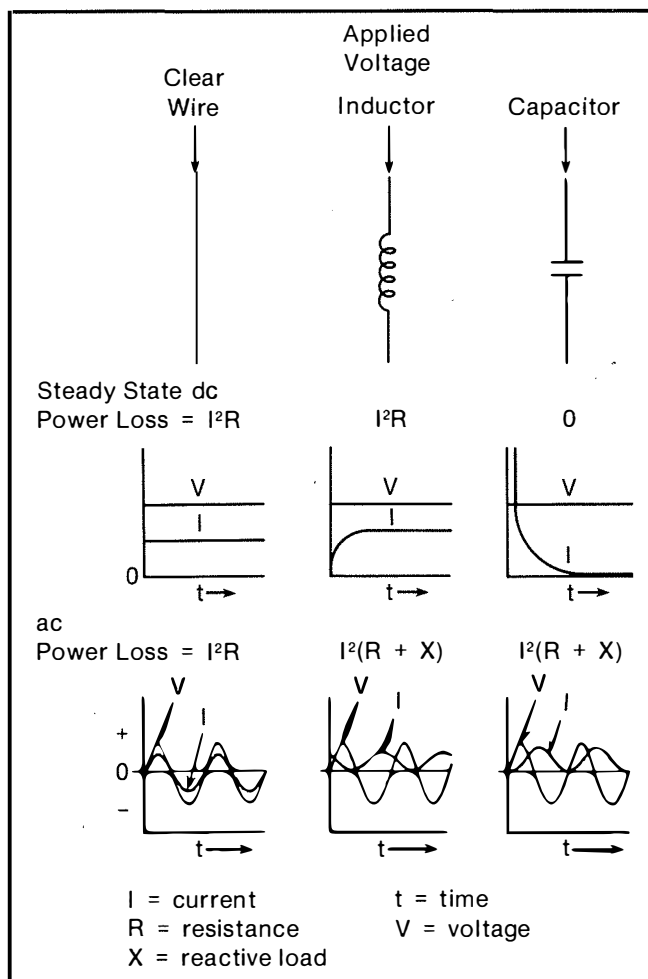 Applied
Voltage
Clear
Wire
Inductor
Capacitor
Steady State dc
Power Loss = I²R
I²R
0
V
I
0
t
V
I
t
V
I
t
ac
Power Loss = I²R
I²(R + X)
I²(R + X)
V
I
+
0
−
t
V
I
t
V
I
t
I = current
t = time
R = resistance
V = voltage
X = reactive load